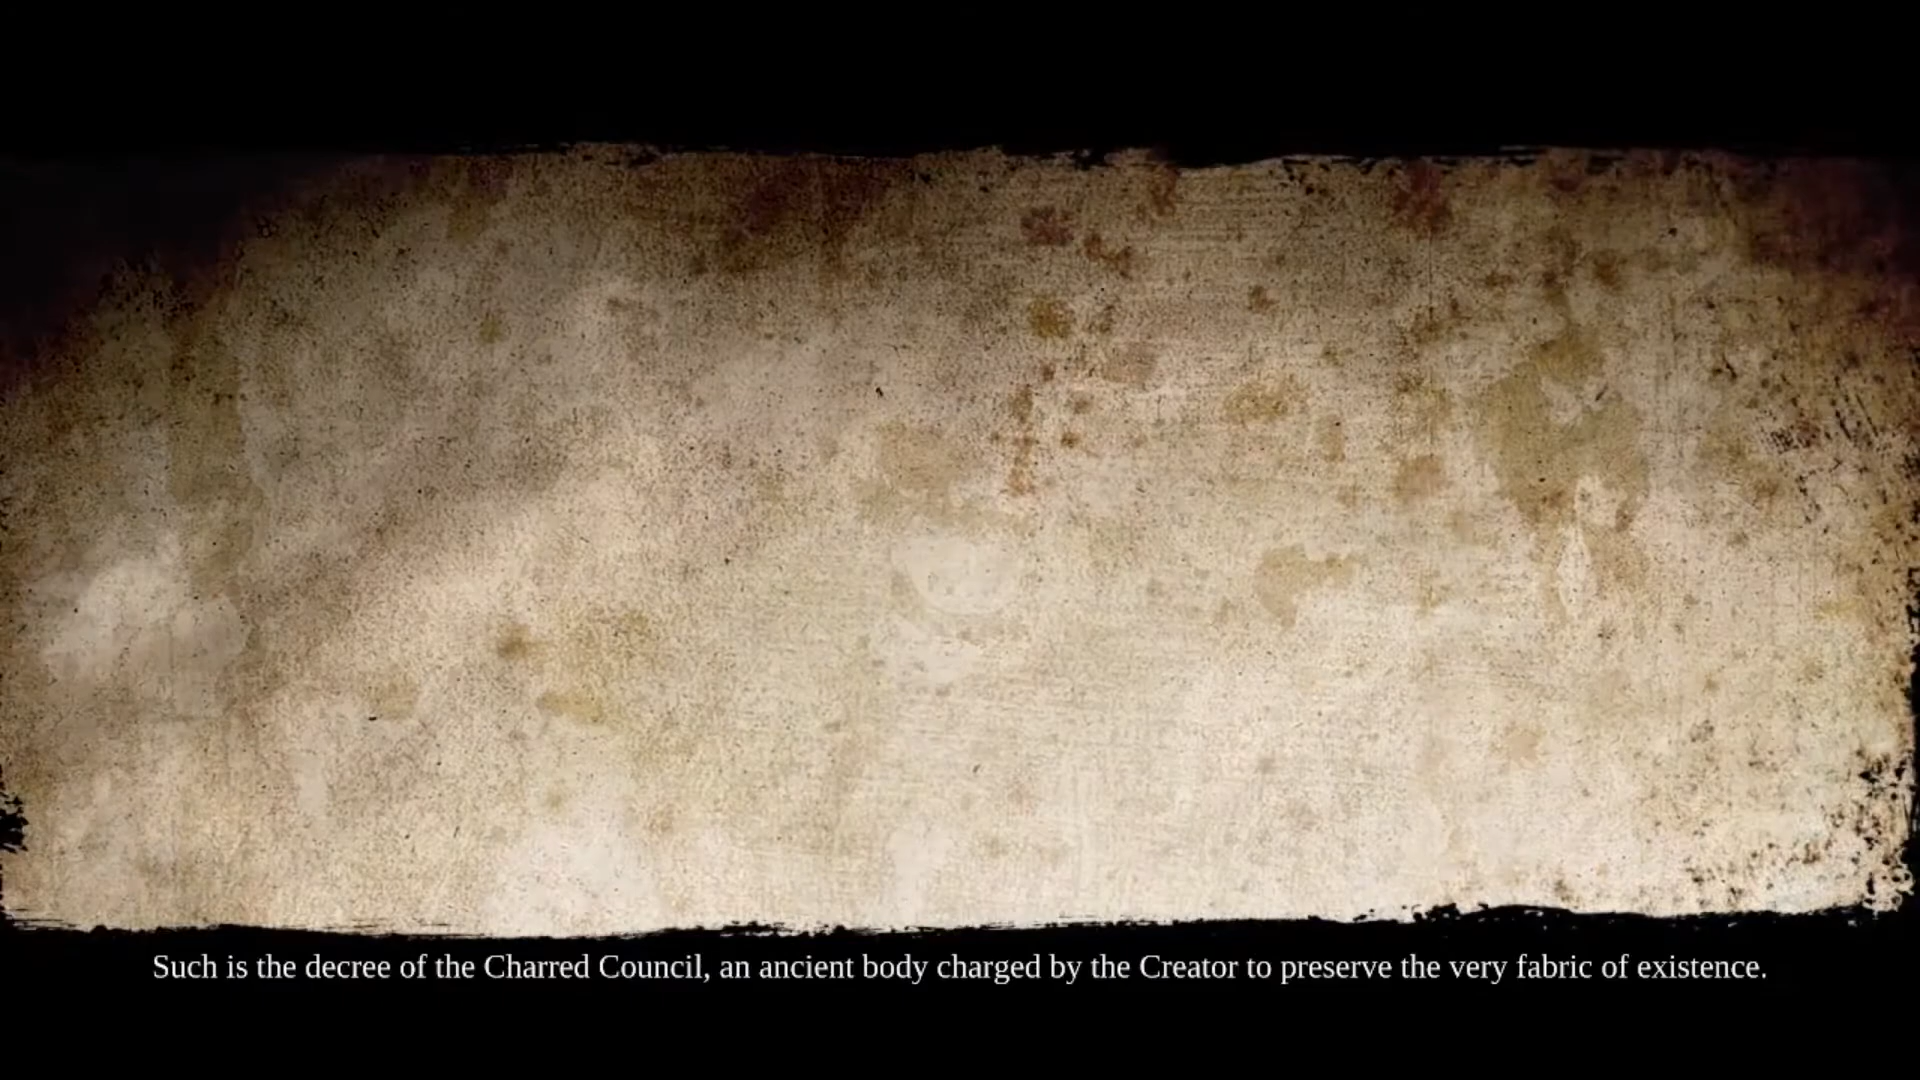 Such is the decree of the Charred Council, an ancient body charged by the Creator to preserve the very fabric of existence.